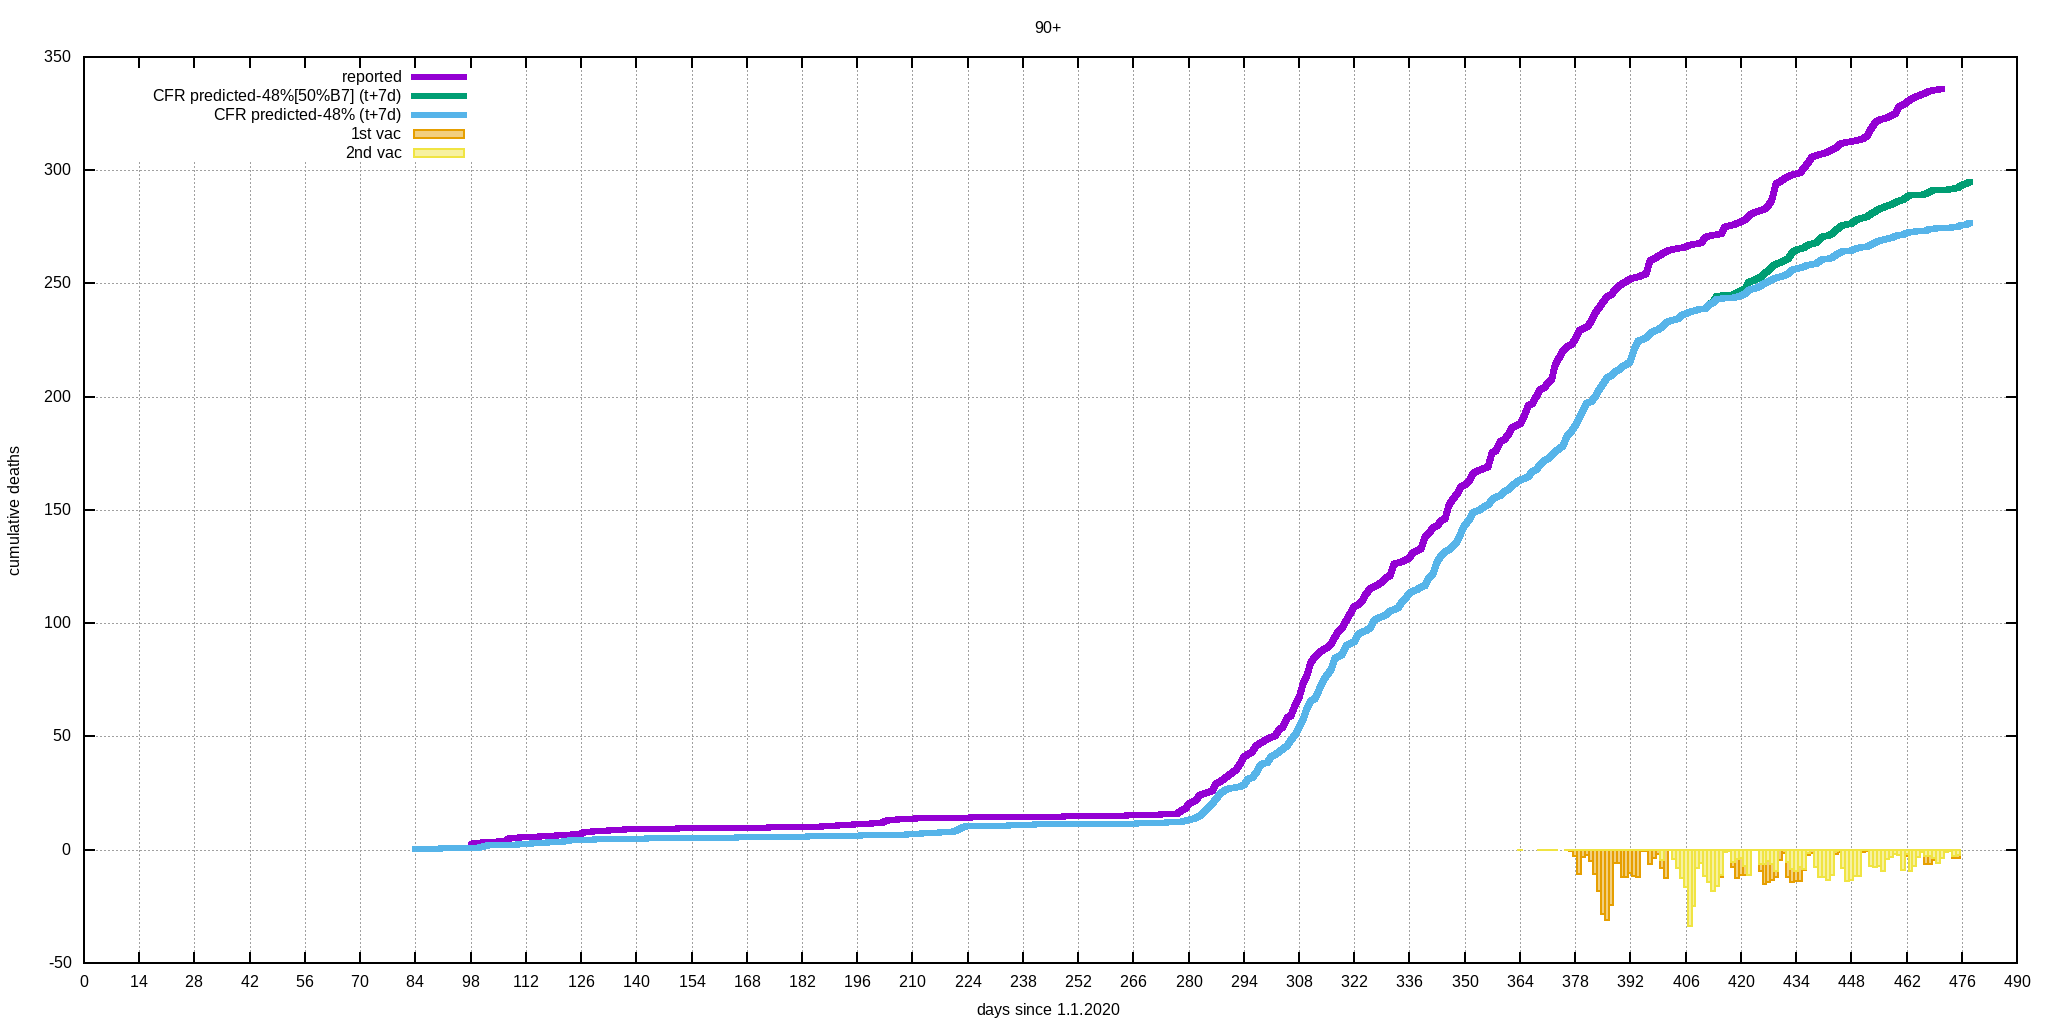 90+
350
300
250
200
150
100
50
0
-50
reported
CFR predicted-48%[50%B7] (t+7d)
CFR predicted-48% (t+7d)
1st vac
2nd vac
cumulative deaths
0 14 28 42 56 70 84 98 112 126 140 154 168 182 196 210 224 238 252 266 280 294 308 322 336 350 364 378 392 406 420 434 448 462 476 490
days since 1.1.2020